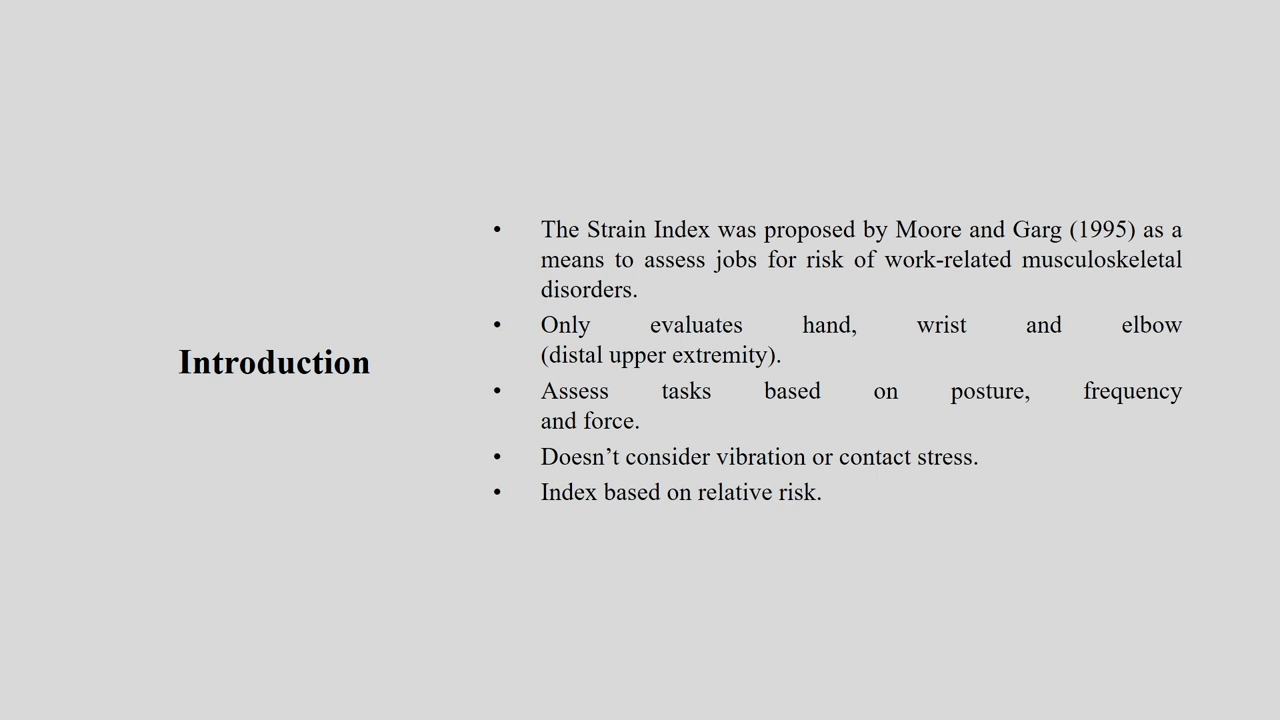 Introduction
• The Strain Index was proposed by Moore and Garg (1995) as a
means to assess jobs for risk of work-related musculoskeletal
disorders.
• Only evaluates hand, wrist and elbow
(distal upper extremity).
• Assess tasks based on posture, frequency
and force.
• Doesn’t consider vibration or contact stress.
• Index based on relative risk.